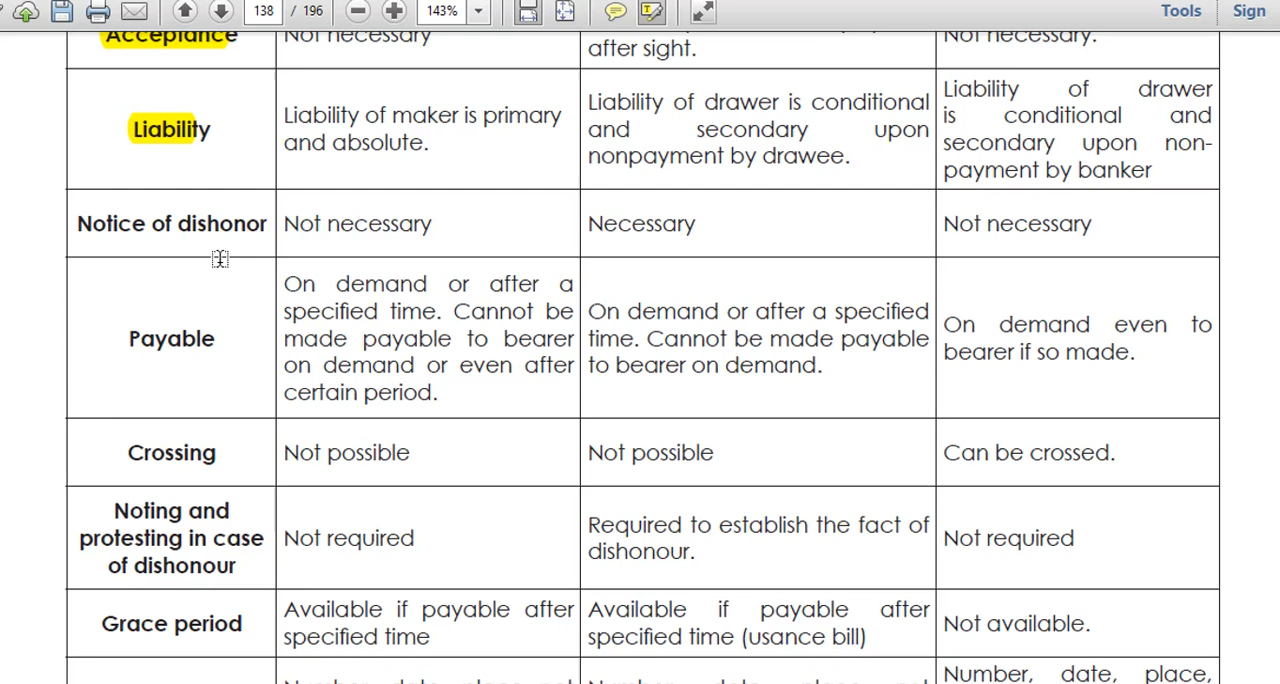 138 / 196
143%
Tools
Sign
Acceptance
Not necessary
after sight.
Not necessary.
Liability
Liability of maker is primary
and absolute.
Liability of drawer is conditional
and secondary upon
nonpayment by drawee.
Liability of drawer
is conditional and
secondary upon non-
payment by banker
Notice of dishonor
Not necessary
Necessary
Not necessary
Payable
On demand or after a
specified time. Cannot be
made payable to bearer
on demand or even after
certain period.
On demand or after a specified
time. Cannot be made payable
to bearer on demand.
On demand even to
bearer if so made.
Crossing
Not possible
Not possible
Can be crossed.
Noting and
protesting in case
of dishonour
Not required
Required to establish the fact of
dishonour.
Not required
Grace period
Available if payable after
specified time
Available if payable after
specified time (usance bill)
Not available.
Number, date, place,